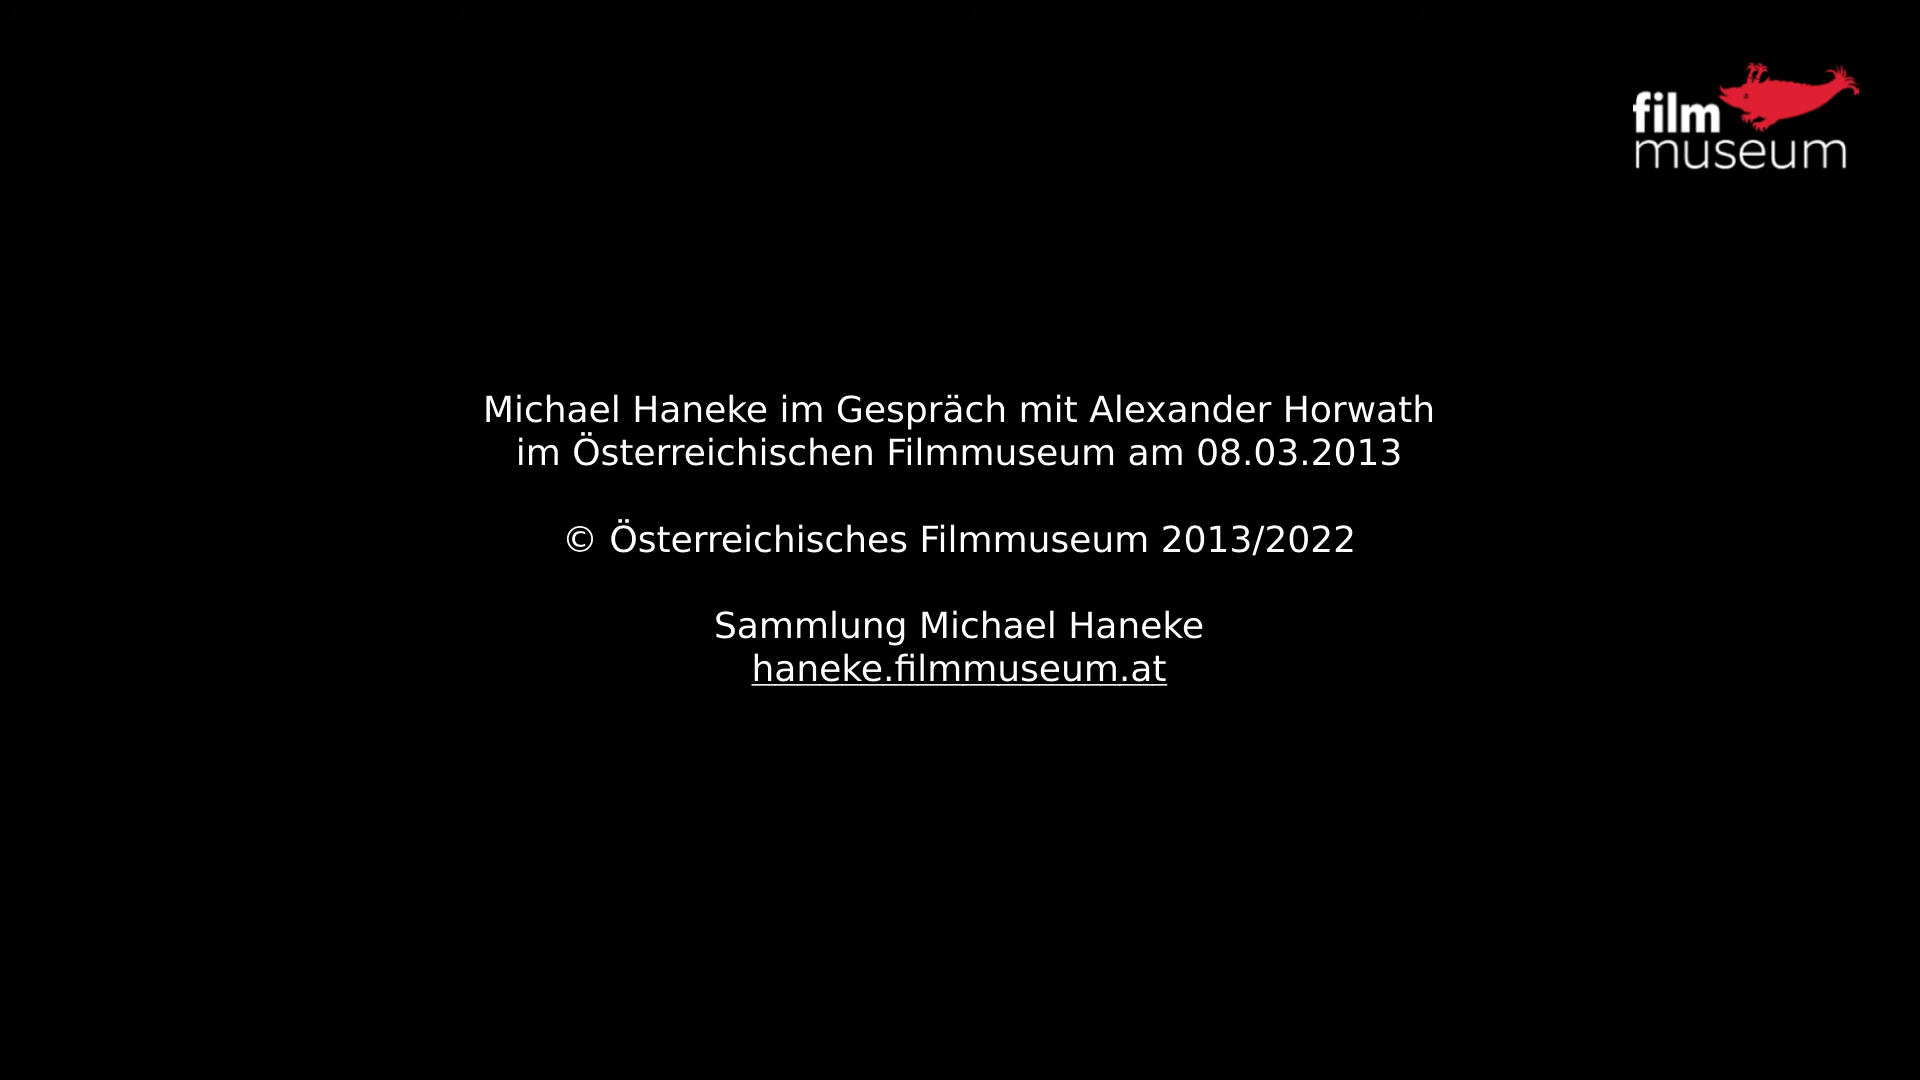 film
museum
Michael Haneke im Gespräch mit Alexander Horwath
im Österreichischen Filmmuseum am 08.03.2013
© Österreichisches Filmmuseum 2013/2022
Sammlung Michael Haneke
haneke.filmmuseum.at